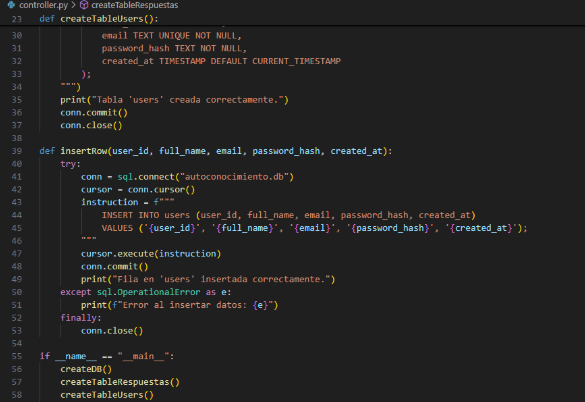 controller.py > createTableRespuestas
23 def createTableUsers():
30 email TEXT UNIQUE NOT NULL,
31 password_hash TEXT NOT NULL,
32 created_at TIMESTAMP DEFAULT CURRENT_TIMESTAMP
33 );
34 """)
35 print("Tabla 'users' creada correctamente.")
36 conn.commit()
37 conn.close()
38
39 def insertRow(user_id, full_name, email, password_hash, created_at):
40 try:
41 conn = sql.connect("autoconocimiento.db")
42 cursor = conn.cursor()
43 instruction = f"""
44 INSERT INTO users (user_id, full_name, email, password_hash, created_at)
45 VALUES ('{user_id}', '{full_name}', '{email}', '{password_hash}', '{created_at}');
46 """
47 cursor.execute(instruction)
48 conn.commit()
49 print("Fila en 'users' insertada correctamente.")
50 except sql.OperationalError as e:
51 print(f"Error al insertar datos: {e}")
52 finally:
53 conn.close()
54
55 if __name__ == "__main__":
56 createDB()
57 createTableRespuestas()
58 createTableUsers()